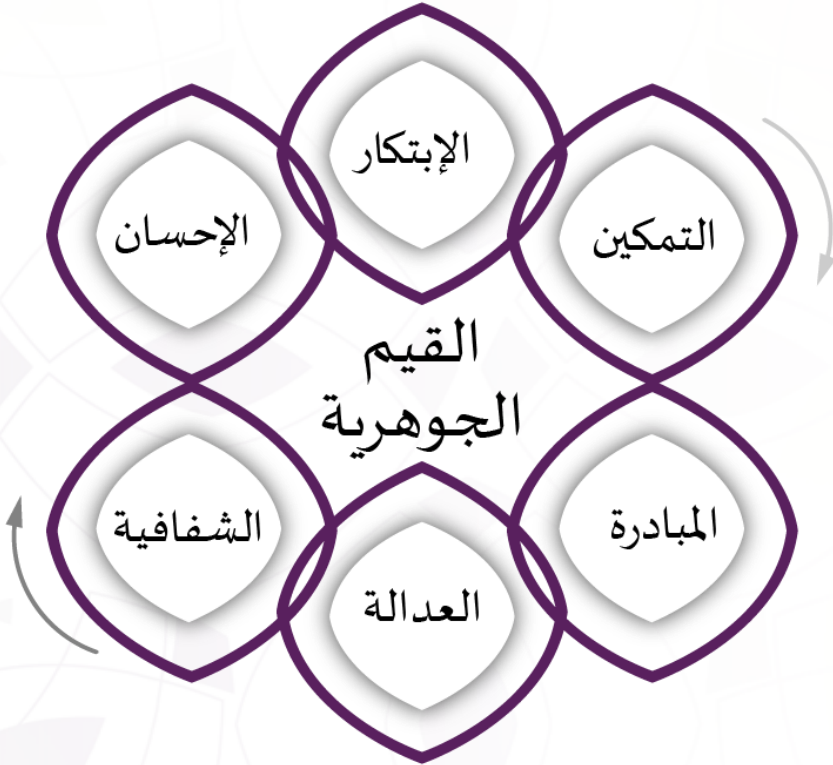 الإبتكار
التمكين
الإحسان
القيم
الجوهرية
المبادرة
الشفافية
العدالة